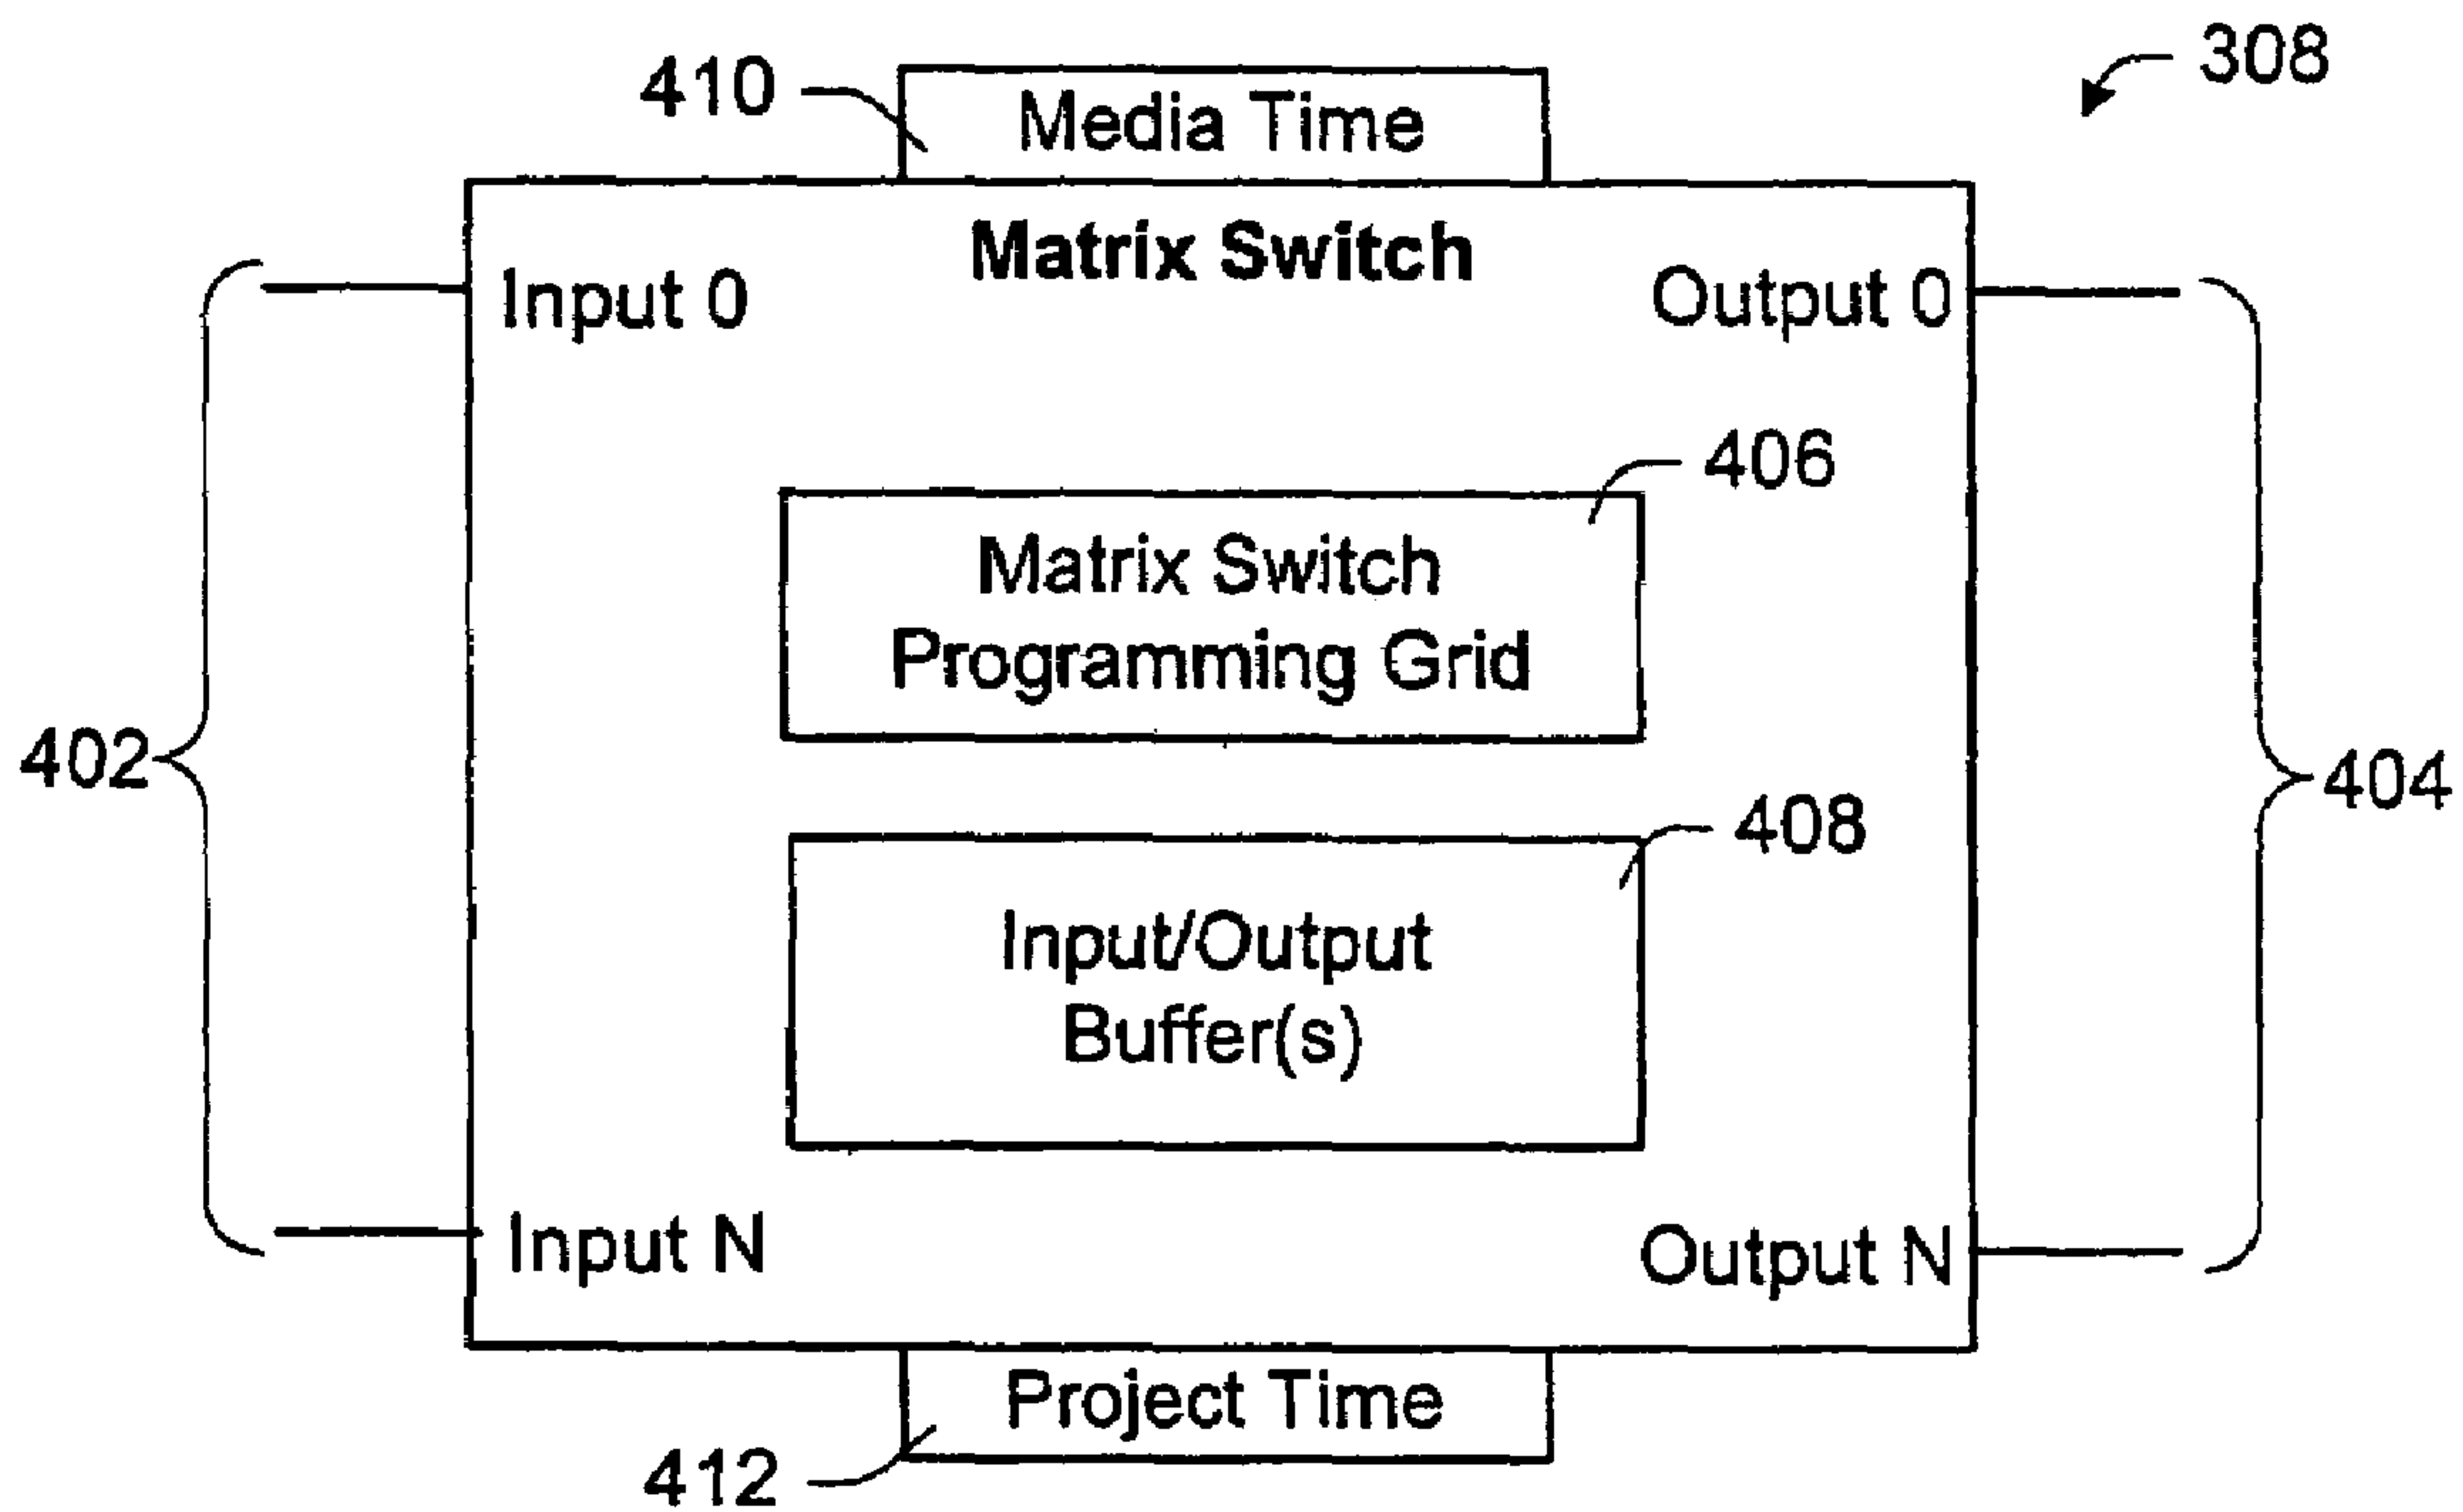 308
410
Media Time
Matrix Switch
Input 0
Output 0
406
Matrix Switch
Programming Grid
402
404
408
Input/Output
Buffer(s)
Input N
Output N
Project Time
412